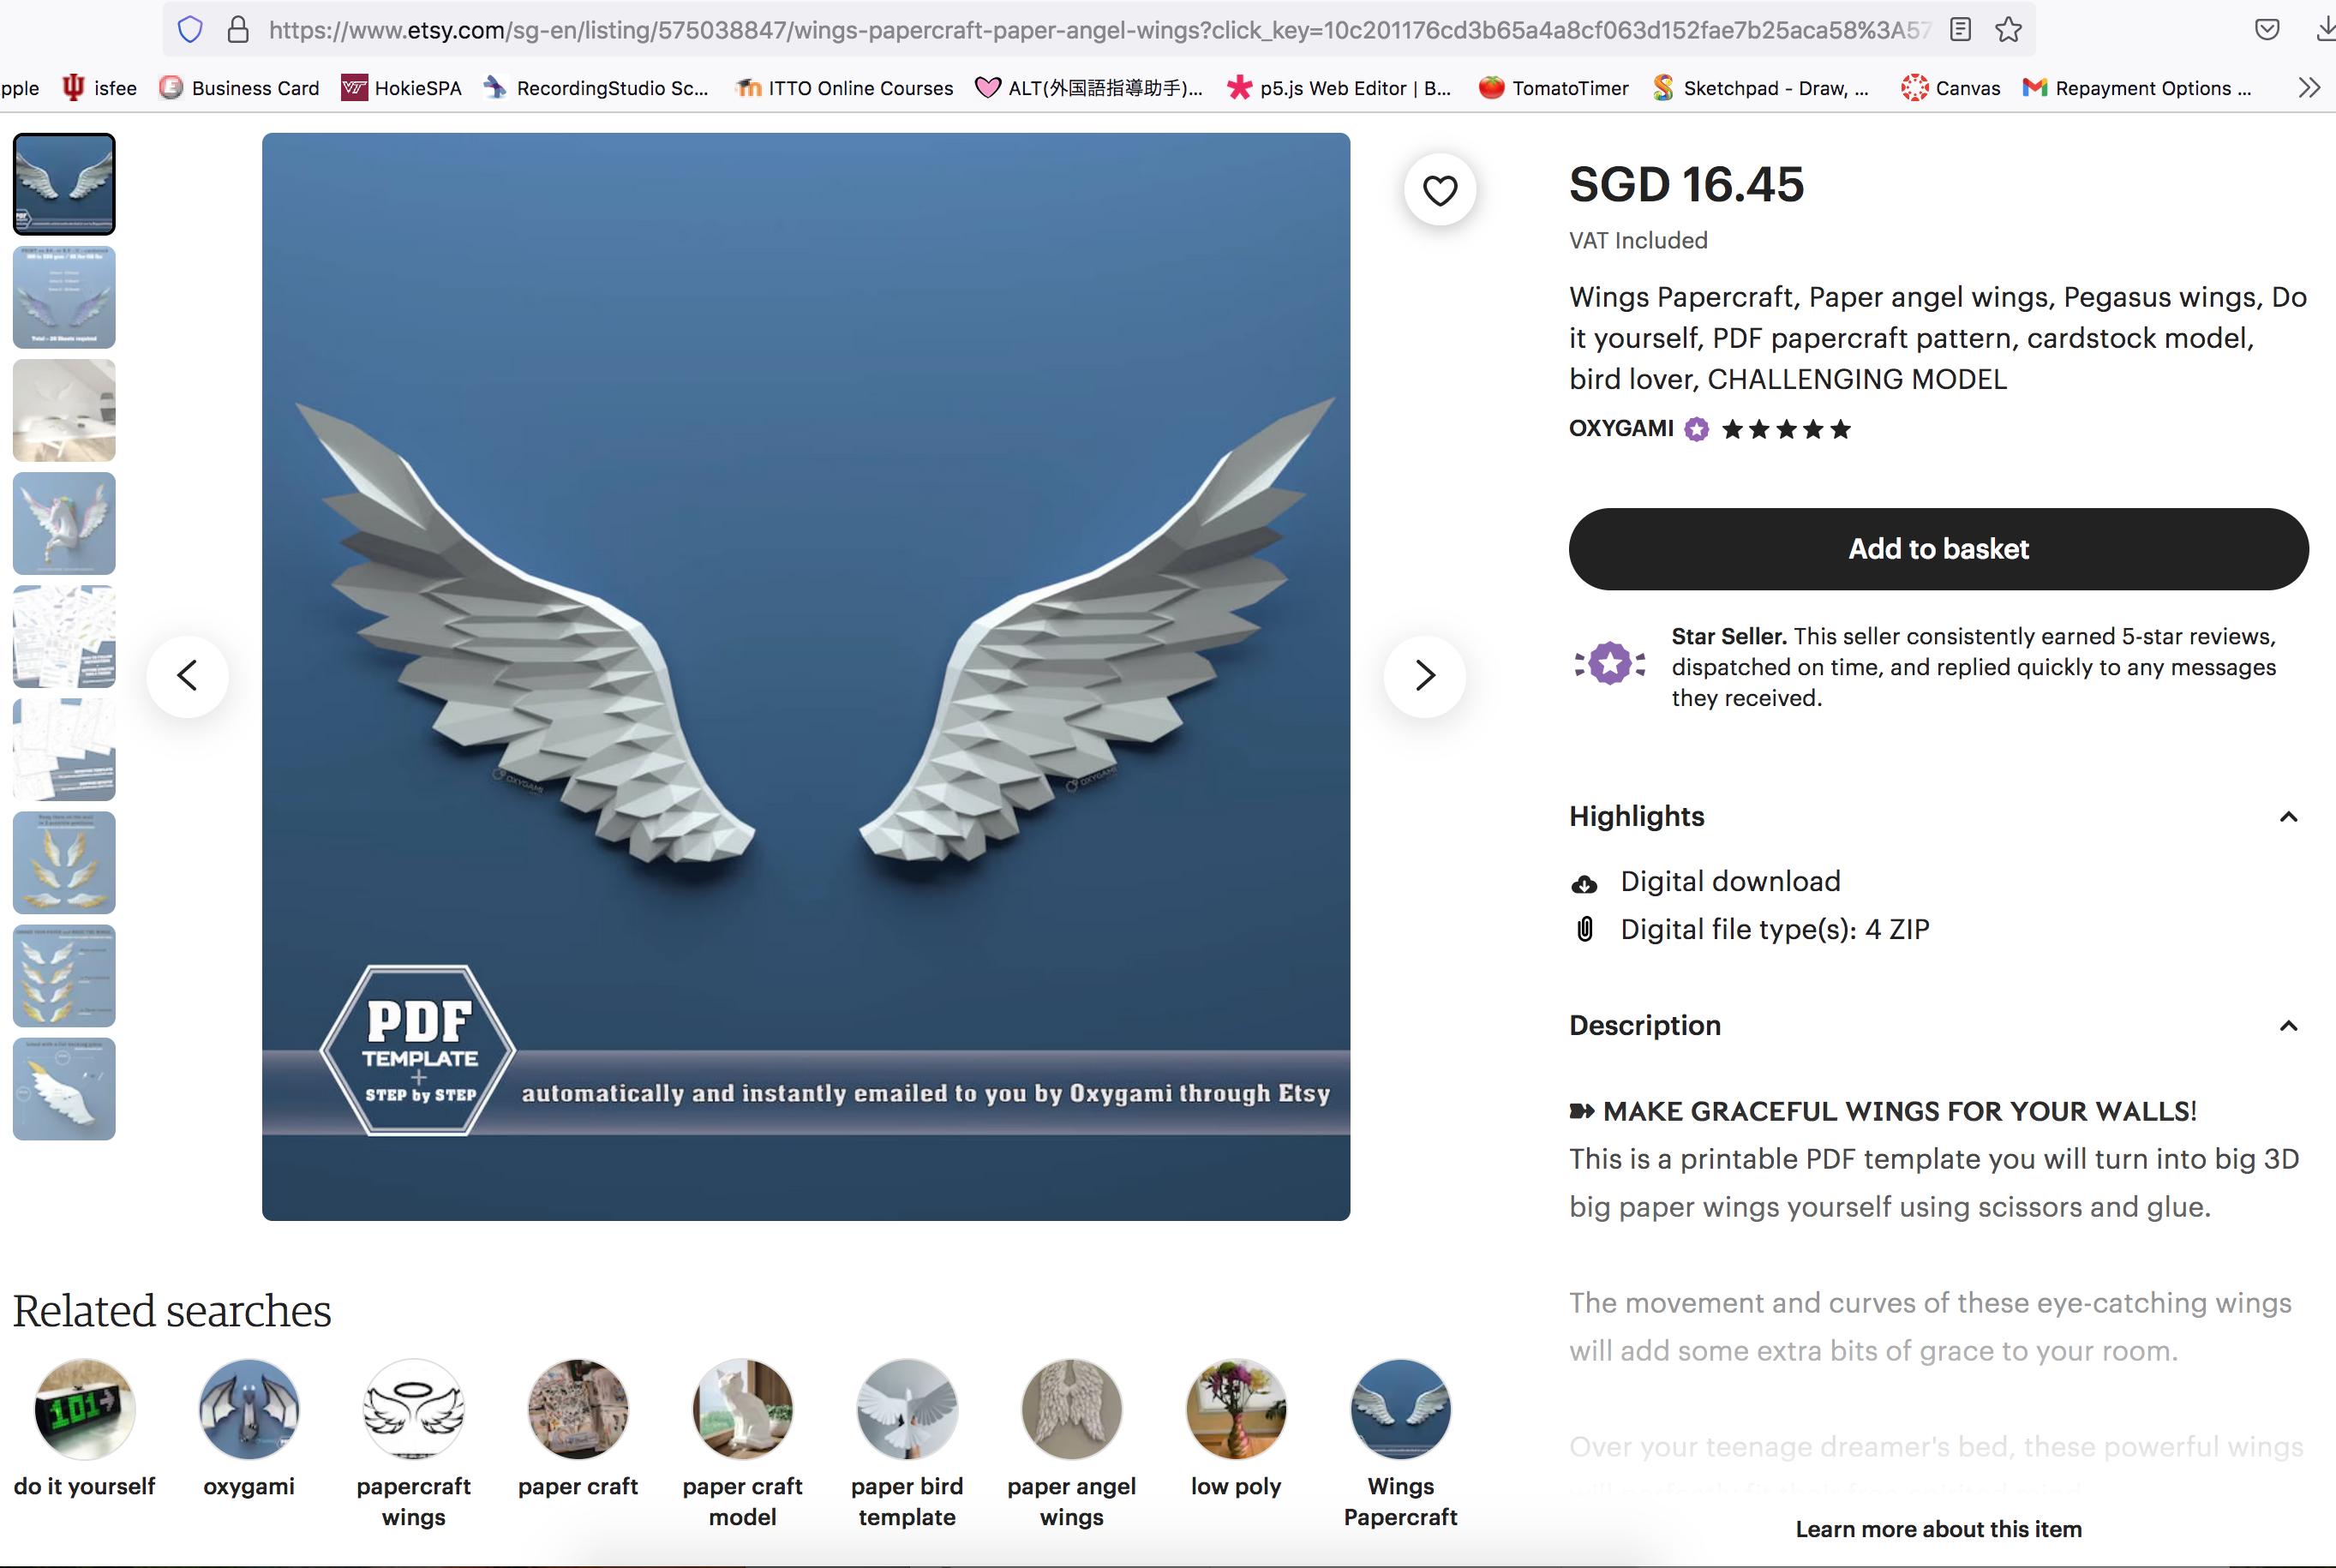 https://www.etsy.com/sg-en/listing/575038847/wings-papercraft-paper-angel-wings?click_key=10c201176cd3b65a4a8cf063d152fae7b25aca58%3A57
pple isfee Business Card HokieSPA RecordingStudio Sc... ITTO Online Courses ALT(外国語指導助手)... p5.js Web Editor | B... TomatoTimer Sketchpad - Draw, ... Canvas Repayment Options ...
SGD 16.45
VAT Included
Wings Papercraft, Paper angel wings, Pegasus wings, Do
it yourself, PDF papercraft pattern, cardstock model,
bird lover, CHALLENGING MODEL
OXYGAMI
Add to basket
Star Seller. This seller consistently earned 5-star reviews,
dispatched on time, and replied quickly to any messages
they received.
OXYGAMI
OXYGAMI
PDF
TEMPLATE
+
STEP by STEP
automatically and instantly emailed to you by Oxygami through Etsy
Highlights
Digital download
Digital file type(s): 4 ZIP
Description
MAKE GRACEFUL WINGS FOR YOUR WALLS!
This is a printable PDF template you will turn into big 3D
big paper wings yourself using scissors and glue.
The movement and curves of these eye-catching wings
will add some extra bits of grace to your room.
Over your teenage dreamer's bed, these powerful wings
Learn more about this item
Related searches
101
do it yourself
oxygami
papercraft
wings
paper craft
paper craft
model
paper bird
template
paper angel
wings
low poly
Wings
Papercraft